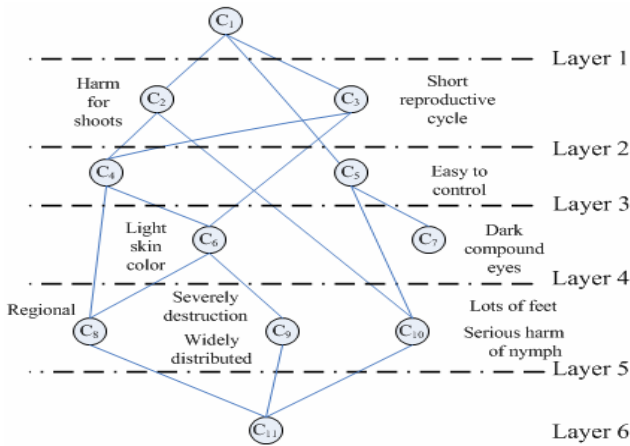 C1
Layer 1
Harm
for
shoots
C2
C3
Short
reproductive
cycle
Layer 2
C4
C5
Easy to
control
Layer 3
Light
skin
color
C6
C7
Dark
compound
eyes
Layer 4
Regional
C8
Severely
destruction
Widely
distributed
C9
C10
Lots of feet
Serious harm
of nymph
Layer 5
C11
Layer 6